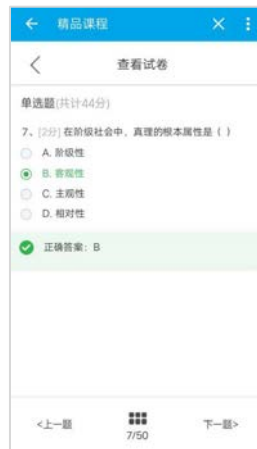 精品课程
查看试卷
单选题(共计44分)
7、[2分] 在阶级社会中，真理的根本属性是（ ）
A. 阶级性
B. 客观性
C. 主观性
D. 相对性
正确答案：B
<上一题
7/50
下一题>